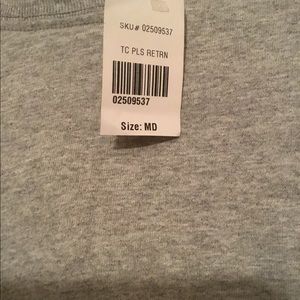 SKU# 02509537
TC PLS RETRN
02509537
Size: MD